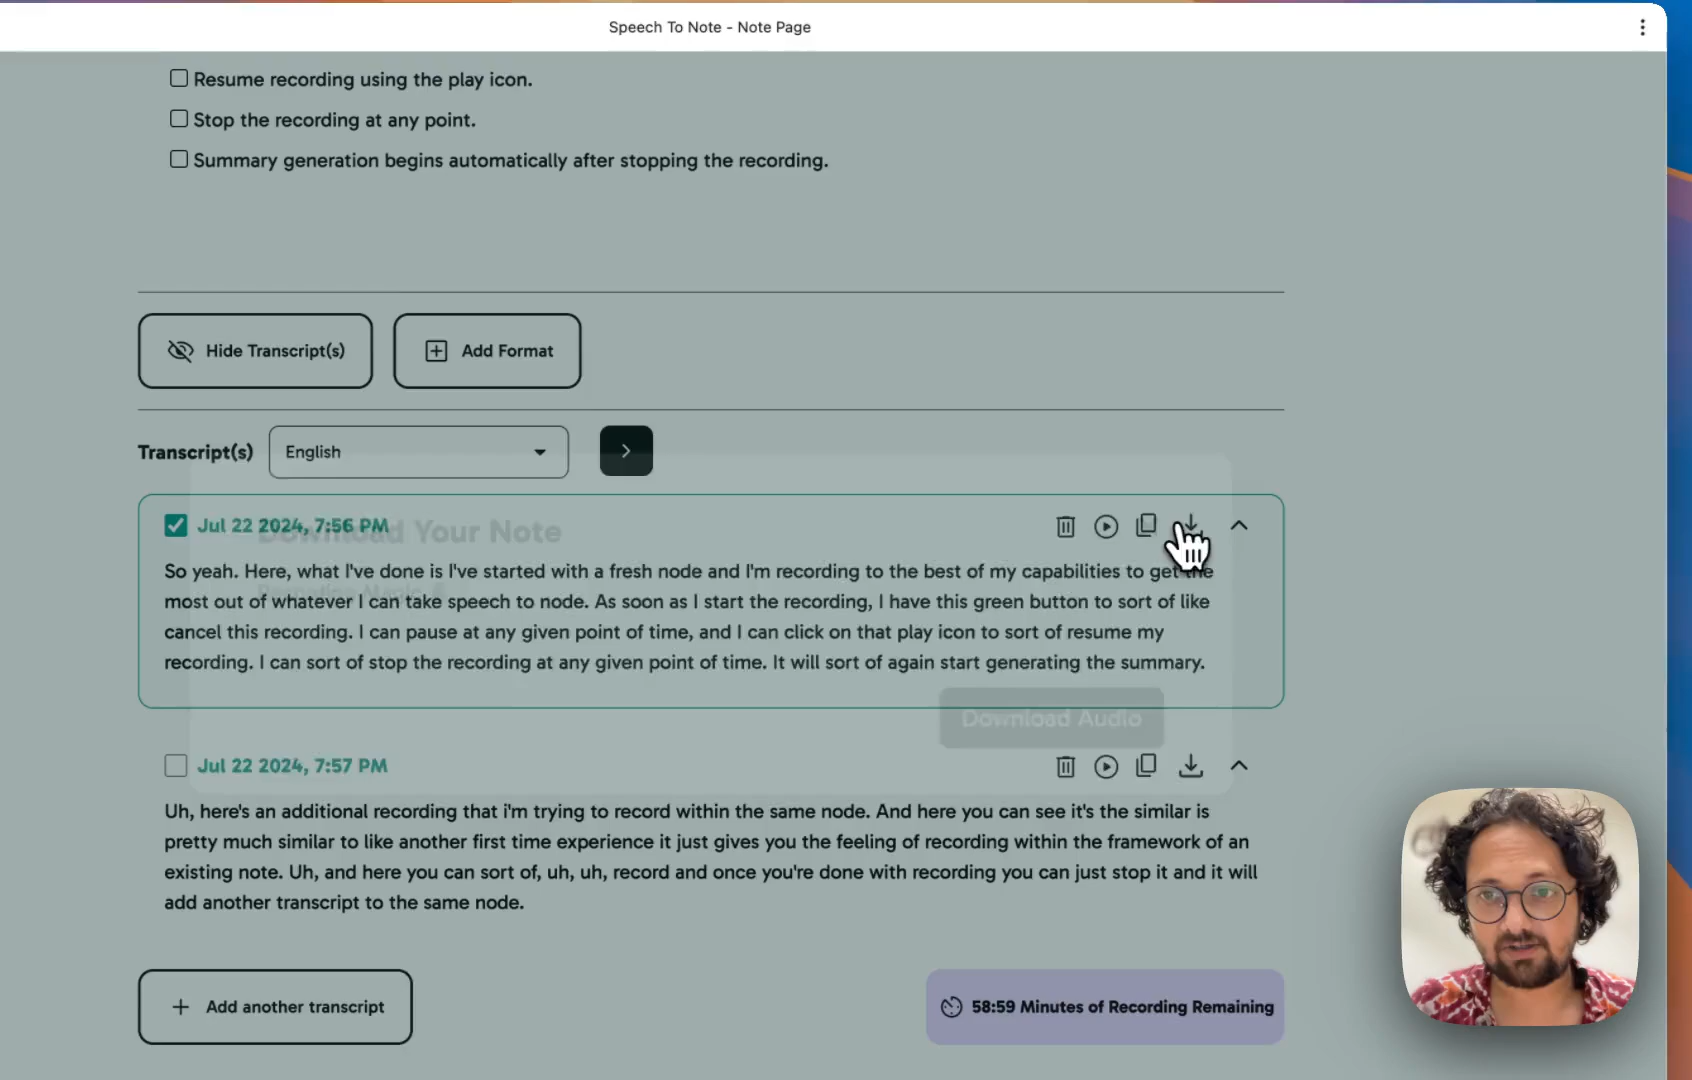 Speech To Note - Note Page
Resume recording using the play icon.
Stop the recording at any point.
Summary generation begins automatically after stopping the recording.
Hide Transcript(s)
Add Format
Transcript(s)
English
Jul 22 2024, 7:56 PM
Download Your Note
So yeah. Here, what I've done is I've started with a fresh node and I'm recording to the best of my capabilities to get the
most out of whatever I can take speech to node. As soon as I start the recording, I have this green button to sort of like
cancel this recording. I can pause at any given point of time, and I can click on that play icon to sort of resume my
recording. I can sort of stop the recording at any given point of time. It will sort of again start generating the summary.
Download Audio
Jul 22 2024, 7:57 PM
Uh, here's an additional recording that i'm trying to record within the same node. And here you can see it's the similar is
pretty much similar to like another first time experience it just gives you the feeling of recording within the framework of an
existing note. Uh, and here you can sort of, uh, uh, record and once you're done with recording you can just stop it and it will
add another transcript to the same node.
Add another transcript
58:59 Minutes of Recording Remaining